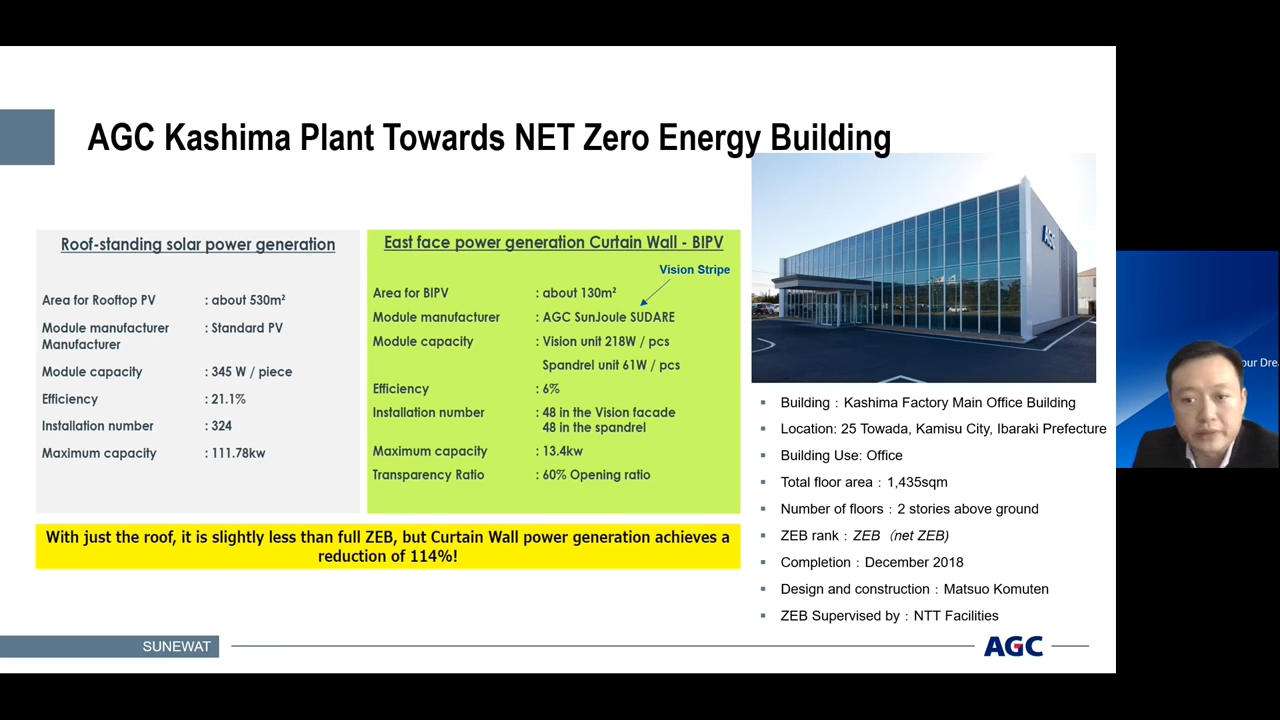 AGC Kashima Plant Towards NET Zero Energy Building
Roof-standing solar power generation
Area for Rooftop PV : about 530m²
Module manufacturer : Standard PV
Manufacturer
Module capacity : 345 W / piece
Efficiency : 21.1%
Installation number : 324
Maximum capacity : 111.78kw
East face power generation Curtain Wall - BIPV
Vision Stripe
Area for BIPV : about 130m²
Module manufacturer : AGC SunJoule SUDARE
Module capacity : Vision unit 218W / pcs
Spandrel unit 61W / pcs
Efficiency : 6%
Installation number : 48 in the Vision facade
48 in the spandrel
Maximum capacity : 13.4kw
Transparency Ratio : 60% Opening ratio
With just the roof, it is slightly less than full ZEB, but Curtain Wall power generation achieves a
reduction of 114%!
AGC
Building：Kashima Factory Main Office Building
Location: 25 Towada, Kamisu City, Ibaraki Prefecture
Building Use: Office
Total floor area：1,435sqm
Number of floors：2 stories above ground
ZEB rank：ZEB（net ZEB)
Completion：December 2018
Design and construction：Matsuo Komuten
ZEB Supervised by：NTT Facilities
our Dre
SUNEWAT
AGC